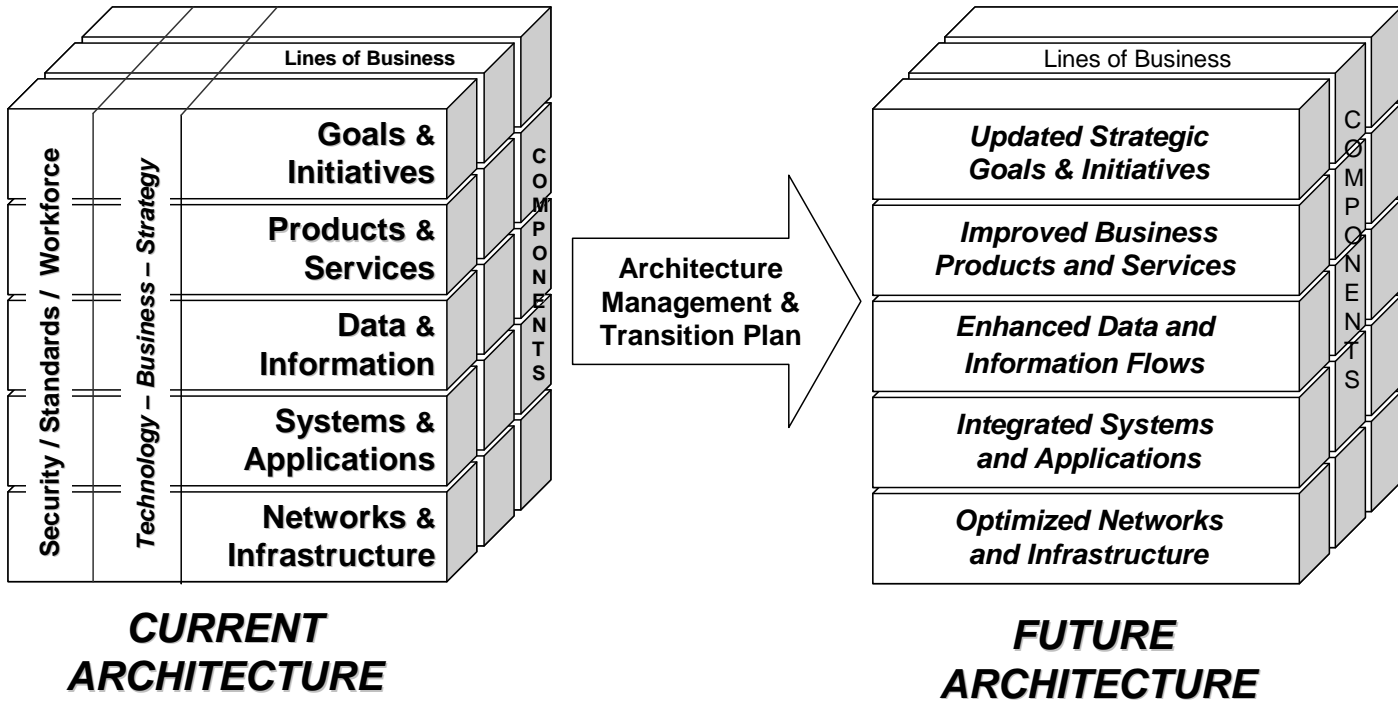 Lines of Business
Goals &
Initiatives
Products &
Services
Data &
Information
Systems &
Applications
Networks &
Infrastructure
Security / Standards / Workforce
Technology – Business – Strategy
COMPONENTS
CURRENT
ARCHITECTURE
Architecture
Management &
Transition Plan
Lines of Business
Updated Strategic
Goals & Initiatives
Improved Business
Products and Services
Enhanced Data and
Information Flows
Integrated Systems
and Applications
Optimized Networks
and Infrastructure
COMPONENTS
FUTURE
ARCHITECTURE